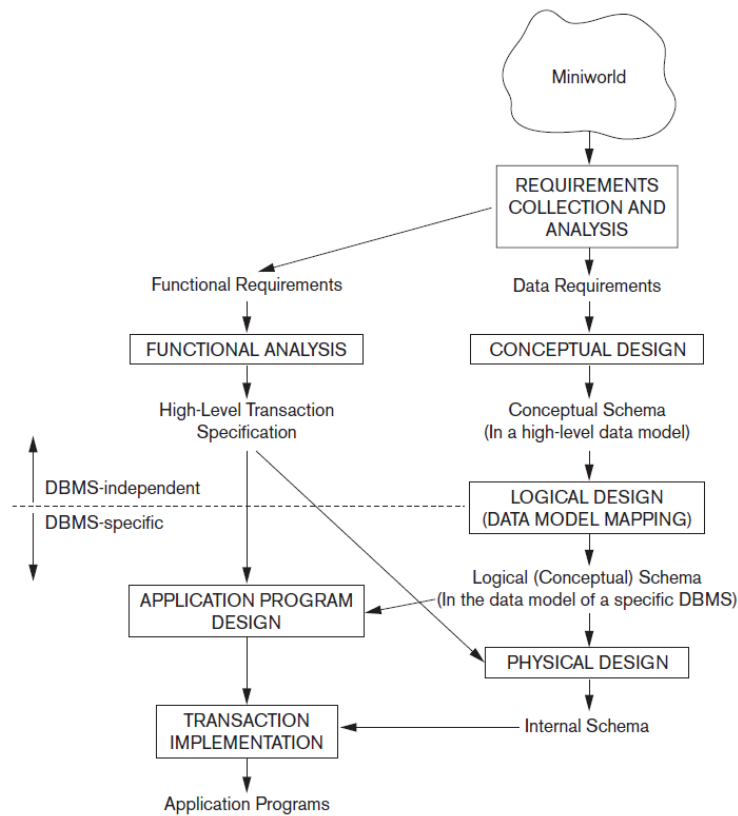 Miniworld
REQUIREMENTS
COLLECTION AND
ANALYSIS
Functional Requirements
Data Requirements
FUNCTIONAL ANALYSIS
CONCEPTUAL DESIGN
High-Level Transaction
Specification
Conceptual Schema
(In a high-level data model)
DBMS-independent
DBMS-specific
LOGICAL DESIGN
(DATA MODEL MAPPING)
Logical (Conceptual) Schema
(In the data model of a specific DBMS)
APPLICATION PROGRAM
DESIGN
PHYSICAL DESIGN
TRANSACTION
IMPLEMENTATION
Internal Schema
Application Programs